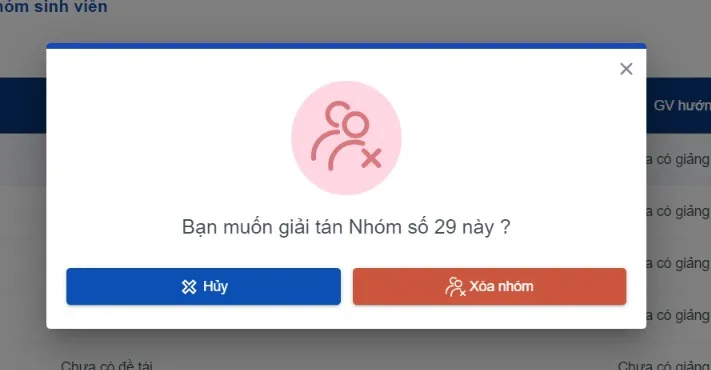 hóm sinh viên
GV hướn
Bạn muốn giải tán Nhóm số 29 này ?
Hủy
Xóa nhóm
a có giảng
a có giảng
a có giảng
a có giảng
Chưa có đề tài
Chưa có giảng